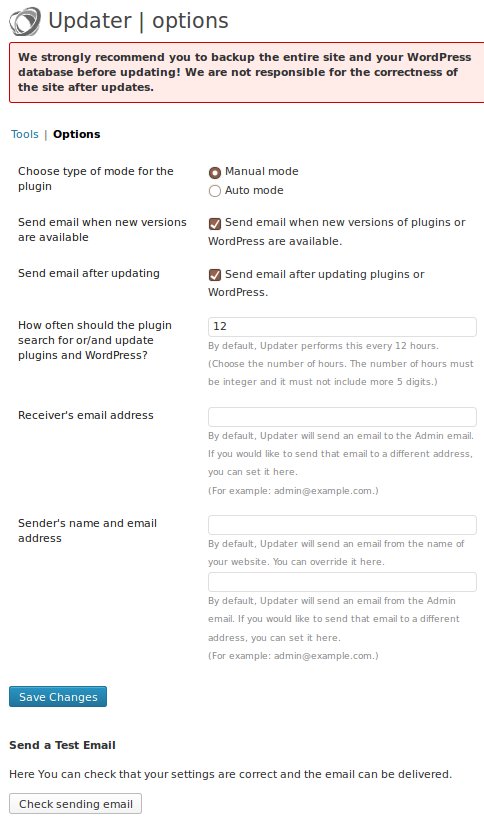 Updater | options
We strongly recommend you to backup the entire site and your WordPress
database before updating! We are not responsible for the correctness of
the site after updates.
Tools | Options
Choose type of mode for the
plugin
Manual mode
Auto mode
Send email when new versions
are available
Send email when new versions of plugins or
WordPress are available.
Send email after updating
Send email after updating plugins or
WordPress.
How often should the plugin
search for or/and update
plugins and WordPress?
12
By default, Updater performs this every 12 hours.
(Choose the number of hours. The number of hours must
be integer and it must not include more 5 digits.)
Receiver's email address
By default, Updater will send an email to the Admin email.
If you would like to send that email to a different address,
you can set it here.
(For example: admin@example.com.)
Sender's name and email
address
By default, Updater will send an email from the name of
your website. You can override it here.
By default, Updater will send an email from the Admin
email. If you would like to send that email to a different
address, you can set it here.
(For example: admin@example.com.)
Save Changes
Send a Test Email
Here You can check that your settings are correct and the email can be delivered.
Check sending email